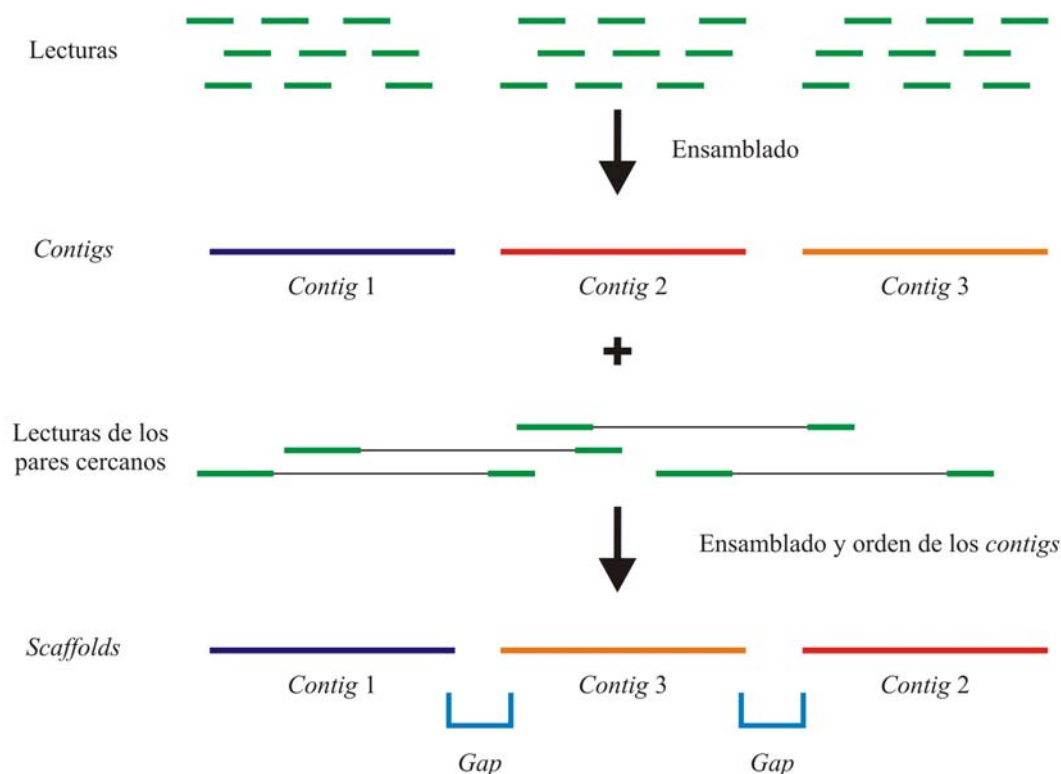 Lecturas
Ensamblado
Contigs
Contig 1
Contig 2
Contig 3
+
Lecturas de los
pares cercanos
Ensamblado y orden de los contigs
Scaffolds
Contig 1
Contig 3
Contig 2
Gap
Gap